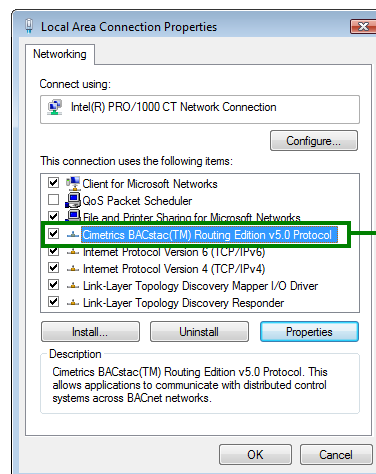 Local Area Connection Properties
Networking
Connect using:
Intel(R) PRO/1000 CT Network Connection
Configure...
This connection uses the following items:
Client for Microsoft Networks
QoS Packet Scheduler
File and Printer Sharing for Microsoft Networks
Cimetrics BACstac(TM) Routing Edition v5.0 Protocol
Internet Protocol Version 6 (TCP/IPv6)
Internet Protocol Version 4 (TCP/IPv4)
Link-Layer Topology Discovery Mapper I/O Driver
Link-Layer Topology Discovery Responder
Install...
Uninstall
Properties
Description
Cimetrics BACstac(TM) Routing Edition v5.0 Protocol. This
allows applications to communicate with distributed control
systems across BACnet networks.
OK
Cancel